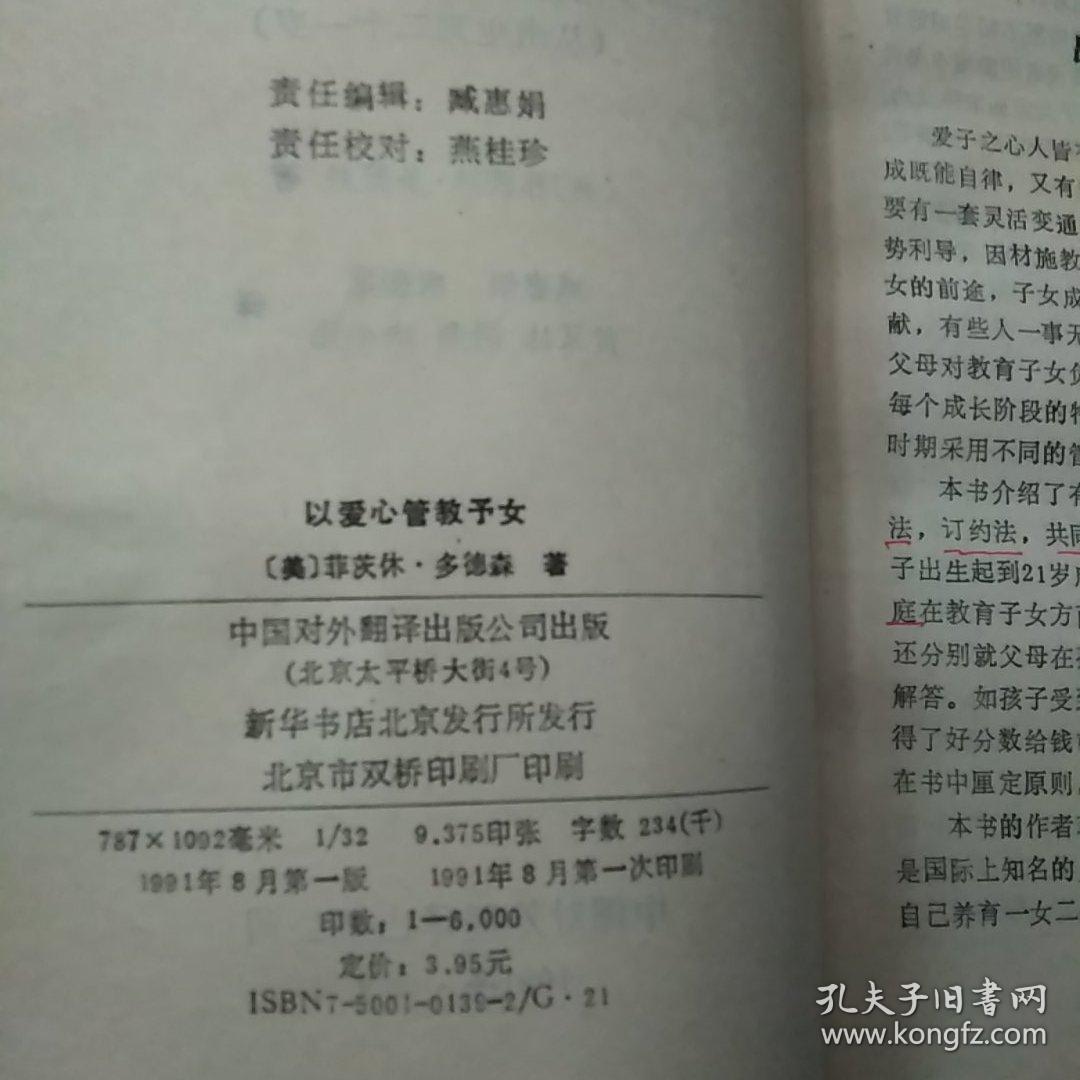 责任编辑：臧惠娟
责任校对：燕桂珍
以爱心管教予女
〔美〕菲茨休·多德森 著
中国对外翻译出版公司出版
（北京太平桥大街4号）
新华书店北京发行所发行
北京市双桥印刷厂印刷
787×1092毫米 1/32 9.375印张 字数 234(千)
1991年8月第一版 1991年8月第一次印刷
印数：1—6,000
定价：3.95元
ISBN7-5001-0139-2/G·21
爱子之心人皆
成既能自律，又有
要有一套灵活变通
势利导，因材施教
女的前途，子女成
献，有些人一事无
父母对教育子女
每个成长阶段的特
时期采用不同的管
本书介绍了有
法，订约法，共同
子出生起到21岁
庭在教育子女方面
还分别就父母在
解答。如孩子受
得了好分数给钱
在书中厘定原则
本书的作者
是国际上知名的
自己养育一女二
孔夫子旧书网
www.kongfz.com